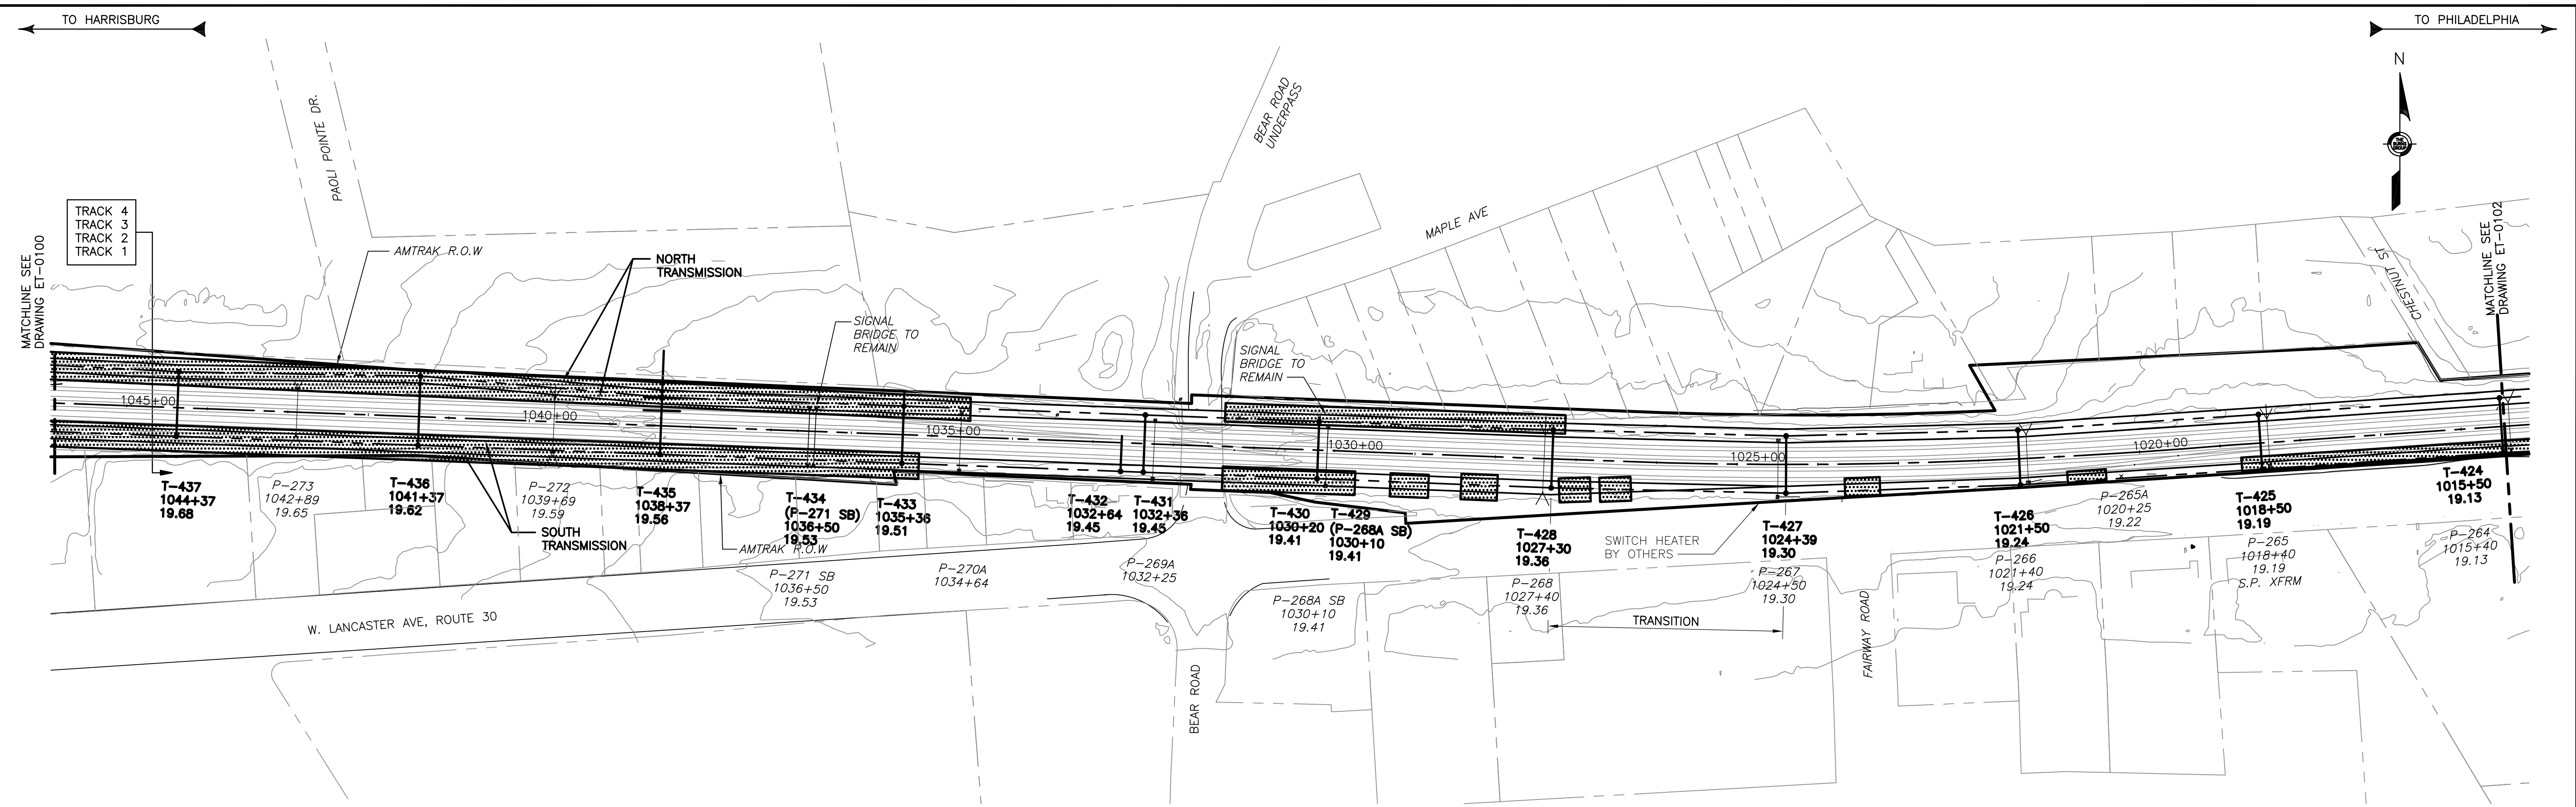 TO HARRISBURG
TO PHILADELPHIA
N
THE
BURNS
GROUP
PAOLI POINTE DR.
BEAR ROAD
UNDERPASS
MAPLE AVE
CHESTNUT ST
TRACK 4
TRACK 3
TRACK 2
TRACK 1
MATCHLINE SEE
DRAWING ET-0100
MATCHLINE SEE
DRAWING ET-0102
AMTRAK R.O.W
NORTH
TRANSMISSION
SIGNAL
BRIDGE TO
REMAIN
SIGNAL
BRIDGE TO
REMAIN
1045+00
1040+00
1035+00
1030+00
1025+00
1020+00
T-437
1044+37
19.68
P-273
1042+89
19.65
T-436
1041+37
19.62
P-272
1039+69
19.59
T-435
1038+37
19.56
T-434
(P-271 SB)
1036+50
19.53
T-433
1035+36
19.51
T-432
1032+64
19.45
T-431
1032+36
19.45
T-430
1030+20
19.41
T-429
(P-268A SB)
1030+10
19.41
T-428
1027+30
19.36
SWITCH HEATER
BY OTHERS
T-427
1024+39
19.30
T-426
1021+50
19.24
P-265A
1020+25
19.22
T-425
1018+50
19.19
T-424
1015+50
19.13
SOUTH
TRANSMISSION
AMTRAK R.O.W
P-271 SB
1036+50
19.53
P-270A
1034+64
P-269A
1032+25
P-268A SB
1030+10
19.41
P-268
1027+40
19.36
P-267
1024+50
19.30
P-266
1021+40
19.24
P-265
1018+40
19.19
S.P. XFRM
P-264
1015+40
19.13
TRANSITION
W. LANCASTER AVE, ROUTE 30
BEAR ROAD
FAIRWAY ROAD